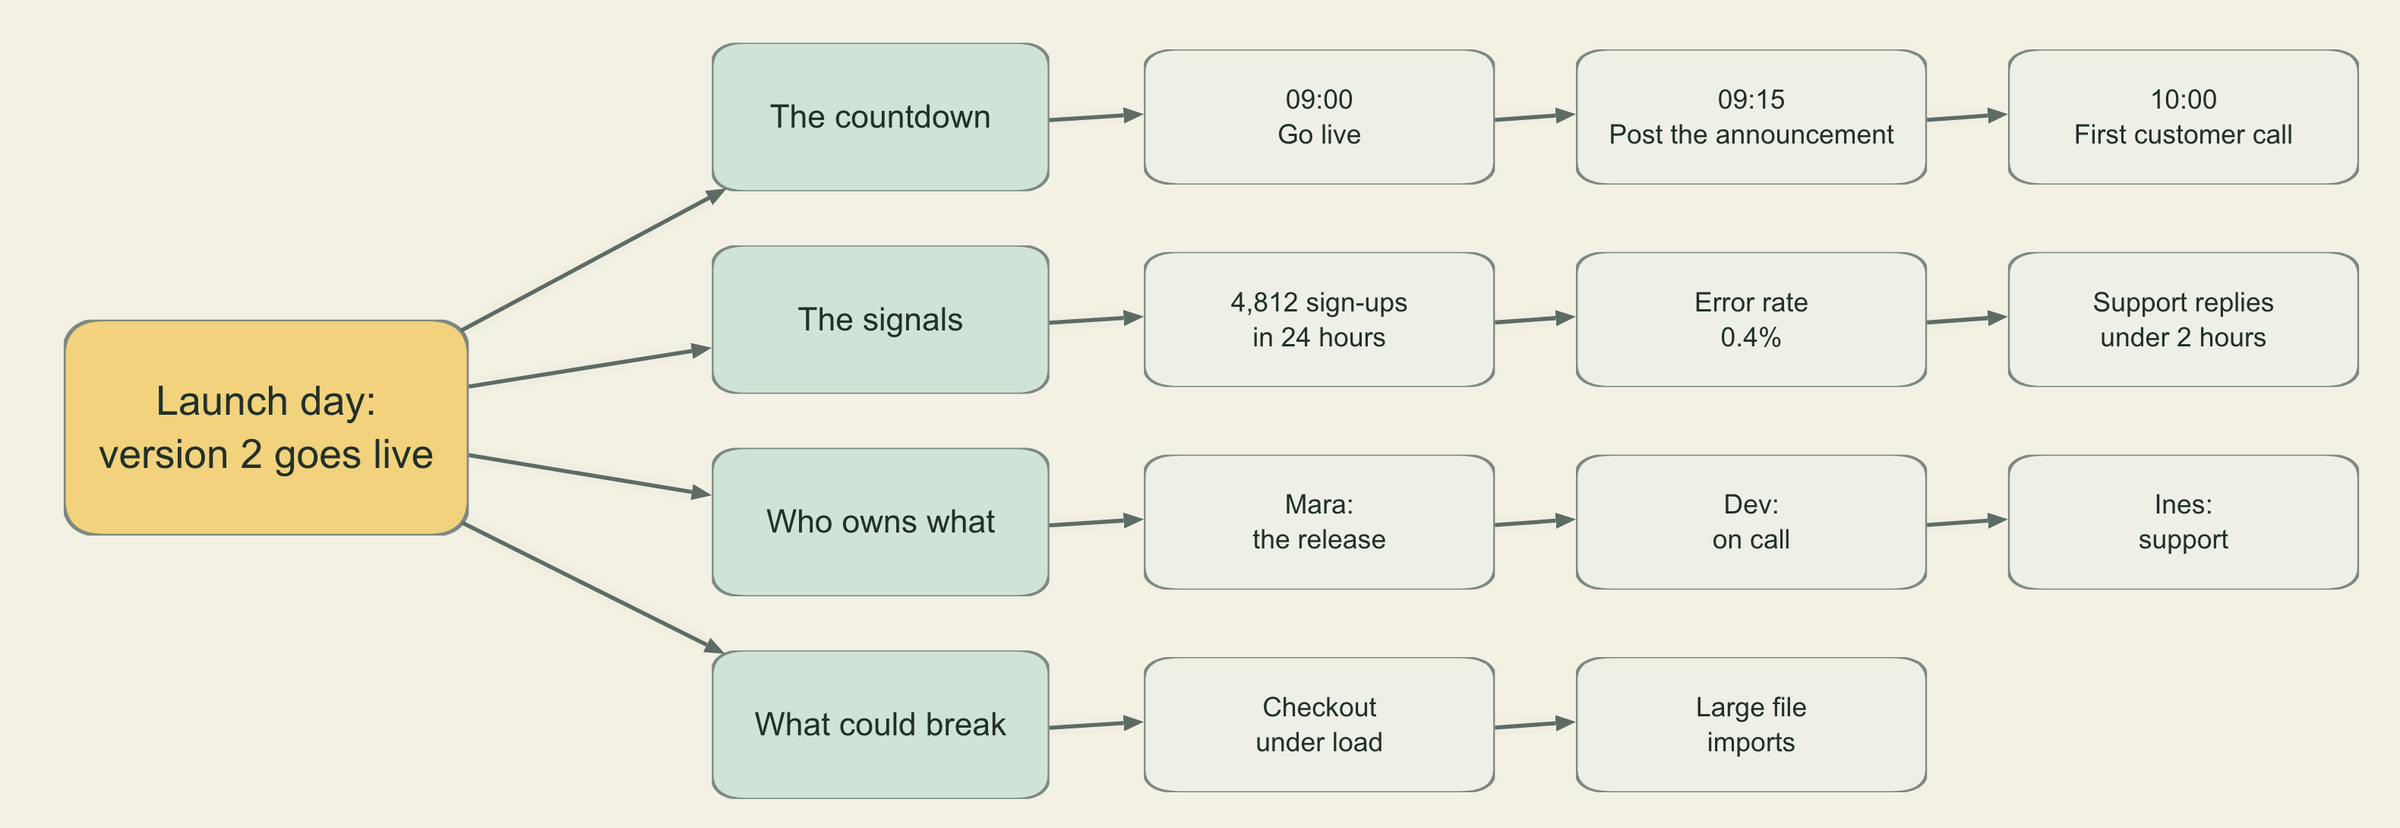 Launch day:
version 2 goes live
The countdown
09:00
Go live
09:15
Post the announcement
10:00
First customer call
The signals
4,812 sign-ups
in 24 hours
Error rate
0.4%
Support replies
under 2 hours
Who owns what
Mara:
the release
Dev:
on call
Ines:
support
What could break
Checkout
under load
Large file
imports